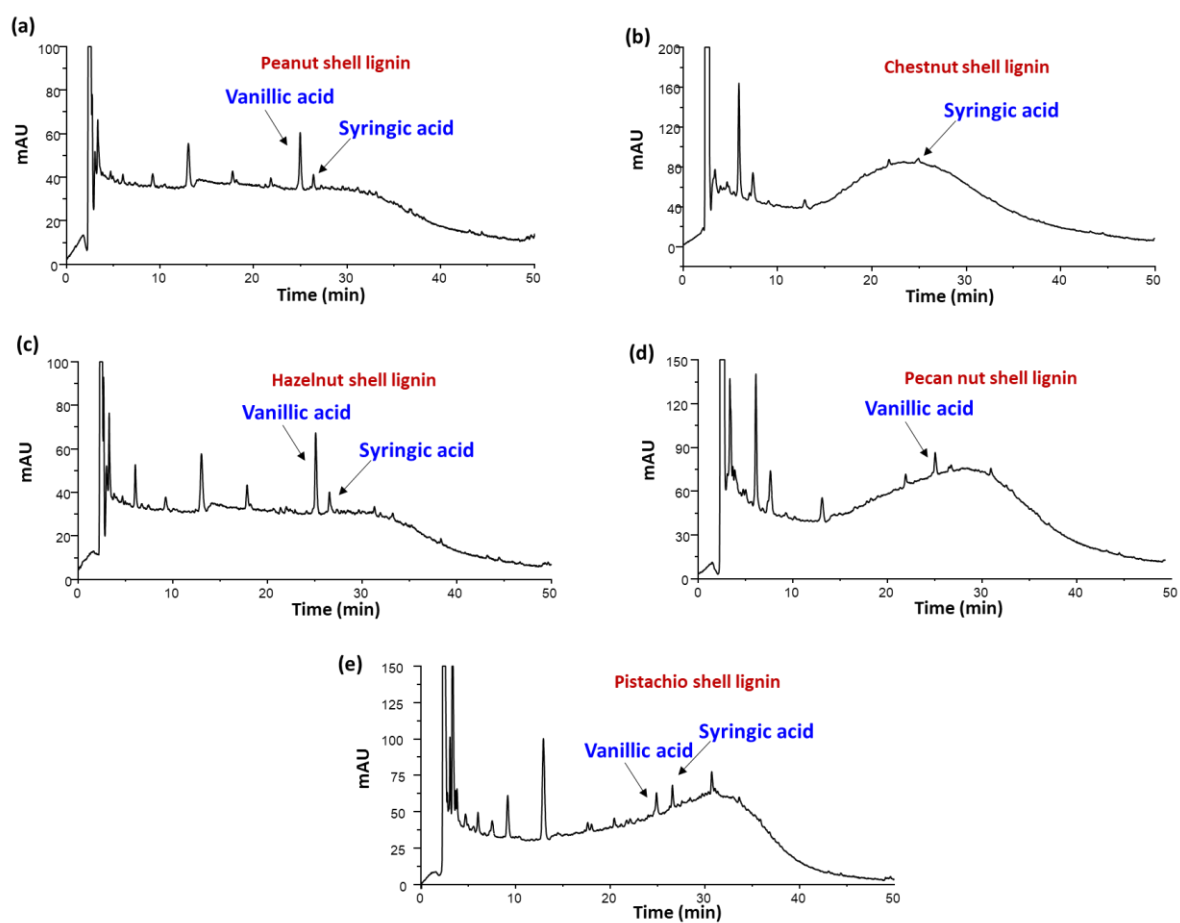 (a)
Peanut shell lignin
Vanillic acid
Syringic acid
mAU
100
80
60
40
20
0
0 10 20 30 40 50
Time (min)
(b)
Chestnut shell lignin
Syringic acid
mAU
200
160
120
80
40
0
0 10 20 30 40 50
Time (min)
(c)
Hazelnut shell lignin
Vanillic acid
Syringic acid
mAU
100
80
60
40
20
0
0 10 20 30 40 50
Time (min)
(d)
Pecan nut shell lignin
Vanillic acid
mAU
150
120
90
60
30
0
0 10 20 30 40 50
Time (min)
(e)
Pistachio shell lignin
Syringic acid
Vanillic acid
mAU
150
125
100
75
50
25
0
0 10 20 30 40 50
Time (min)